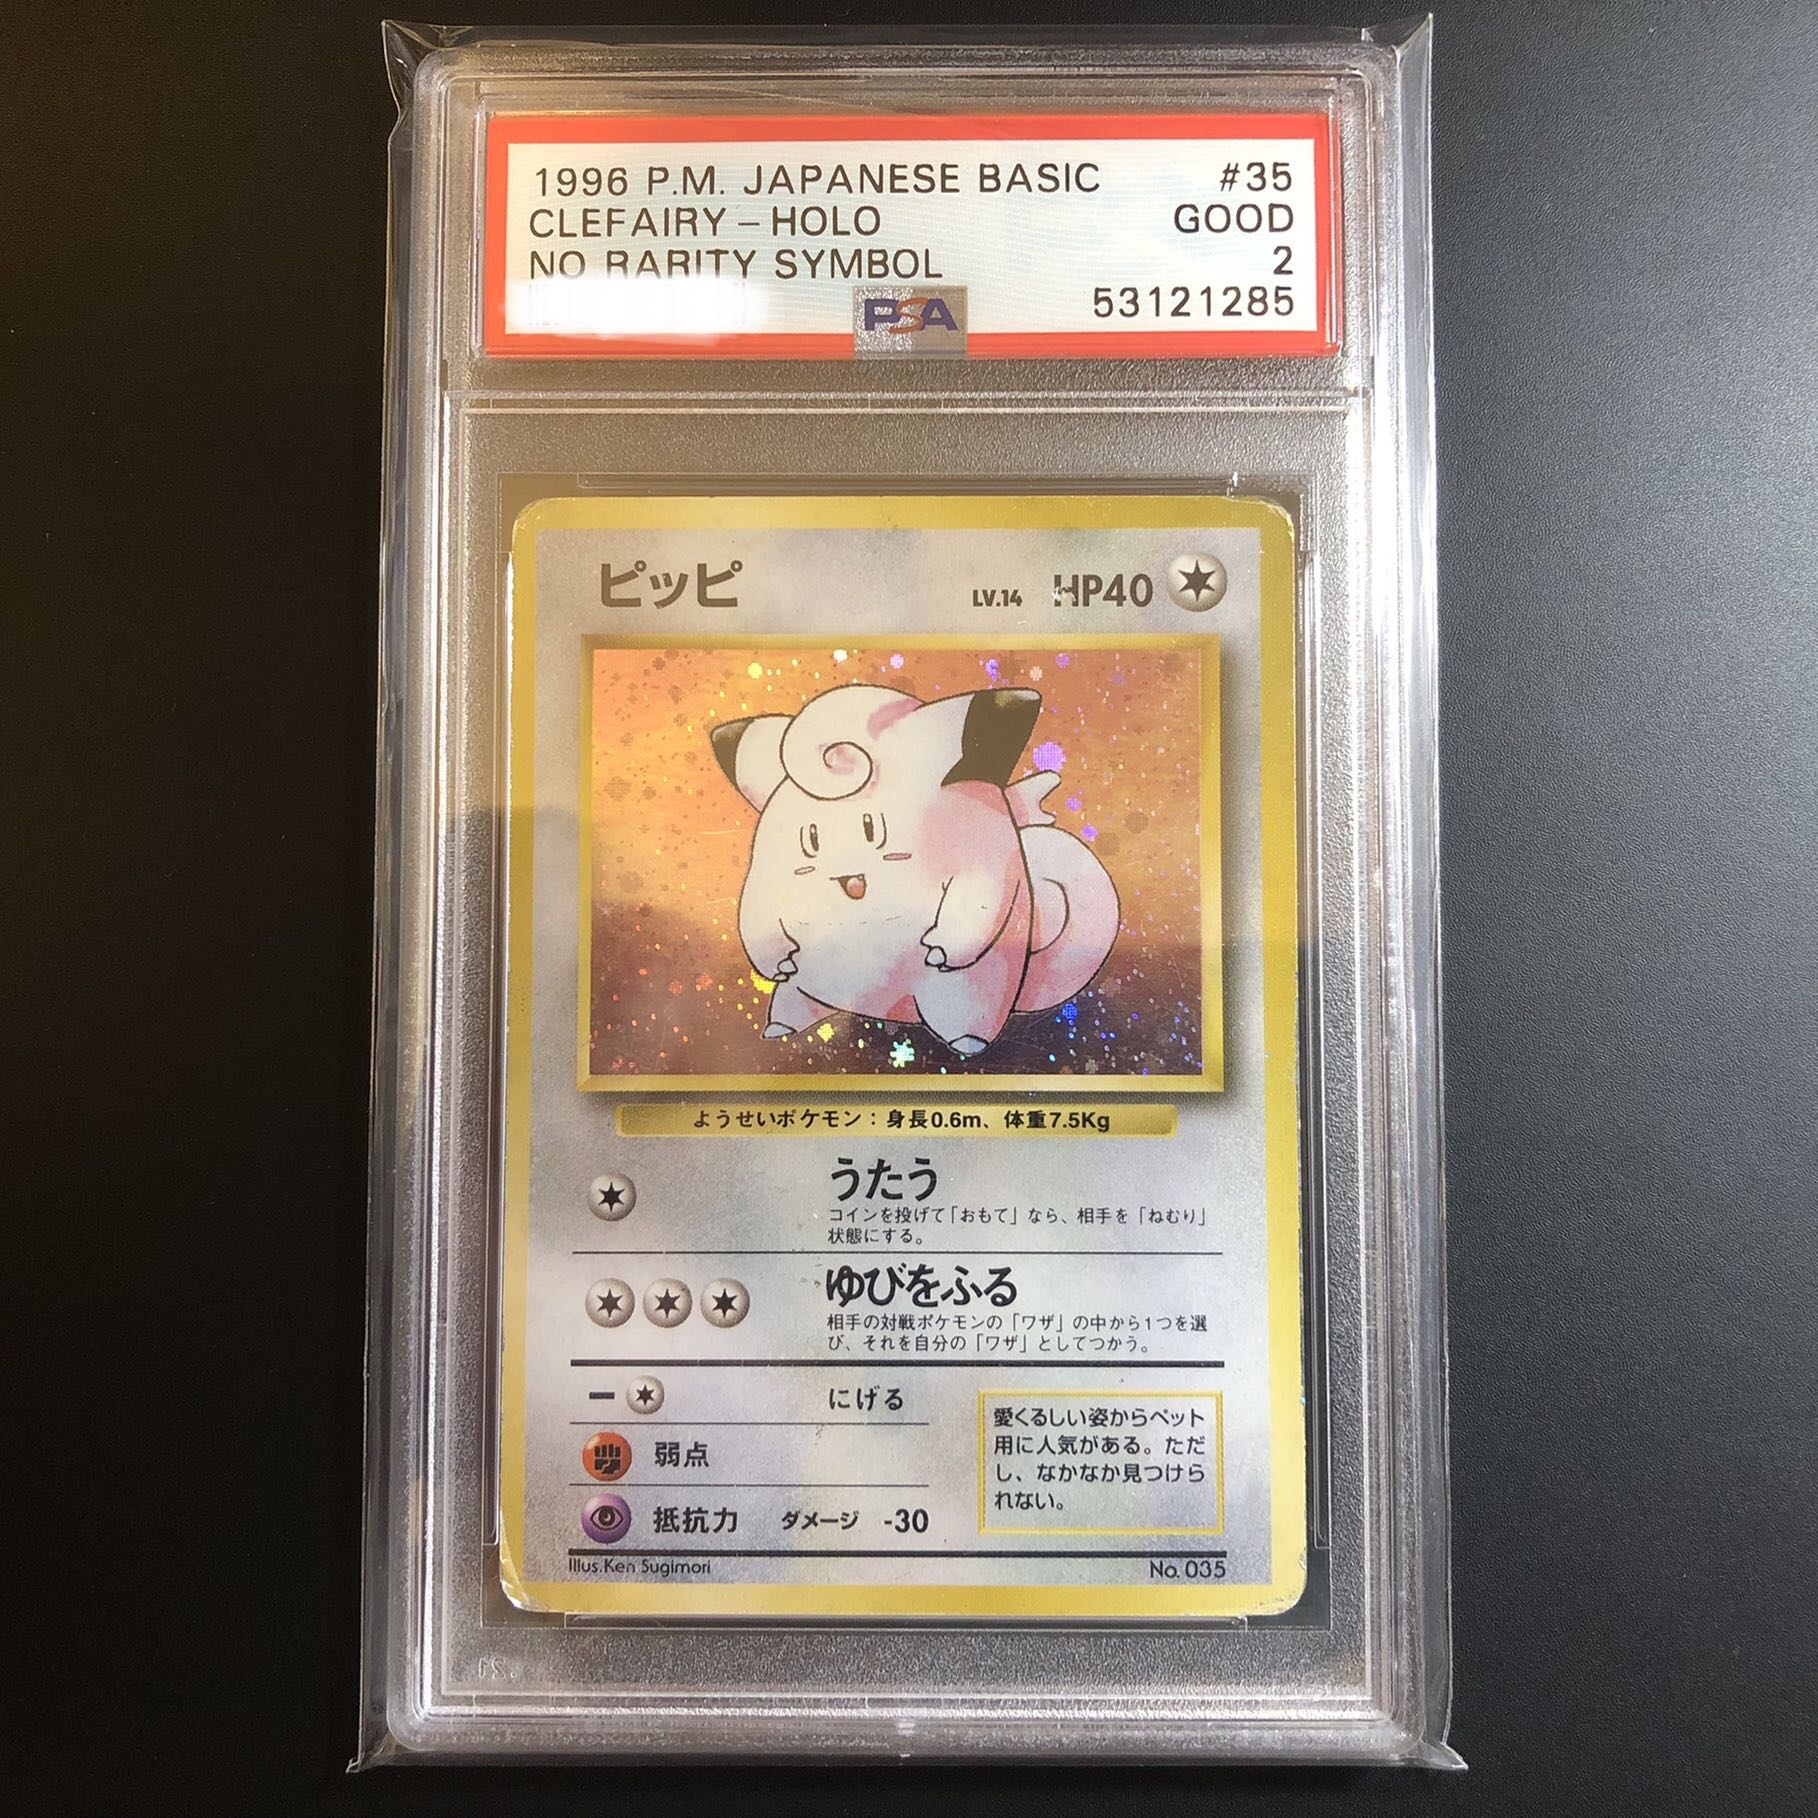 1996 P.M. JAPANESE BASIC #35
CLEFAIRY - HOLO GOOD
NO RARITY SYMBOL 2
PSA 53121285
ピッピ LV.14 HP40
ようせいポケモン：身長0.6m、体重7.5Kg
うたう
コインを投げて「おもて」なら、相手を「ねむり」
状態にする。
ゆびをふる
相手の対戦ポケモンの「ワザ」の中から1つを選
び、それを自分の「ワザ」としてつかう。
ー にげる
弱点
抵抗力 ダメージ -30
愛くるしい姿からペット
用に人気がある。ただ
し、なかなか見つけら
れない。
Illus.Ken Sugimori No.035